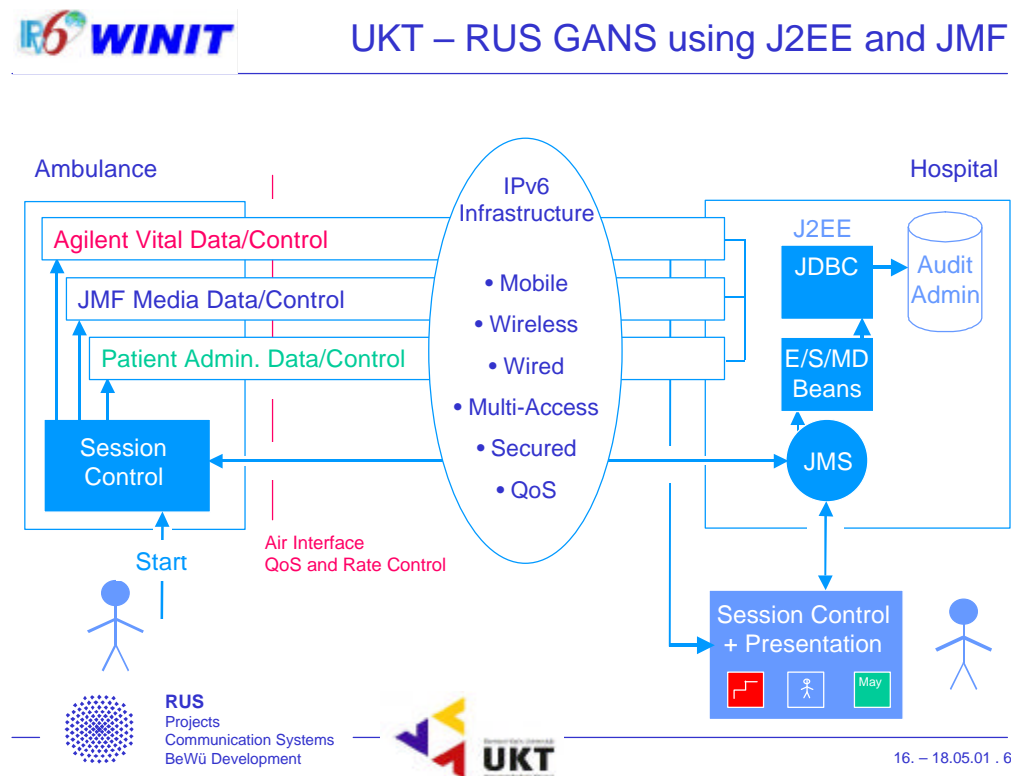 IR6 WINIT
UKT – RUS GANS using J2EE and JMF
Ambulance
Hospital
IPv6
Infrastructure
• Mobile
• Wireless
• Wired
• Multi-Access
• Secured
• QoS
Agilent Vital Data/Control
JMF Media Data/Control
Patient Admin. Data/Control
Session
Control
Start
Air Interface
QoS and Rate Control
J2EE
JDBC
Audit
Admin
E/S/MD
Beans
JMS
Session Control
+ Presentation
May
RUS
Projects
Communication Systems
BeWü Development
UKT
16. – 18.05.01 . 6